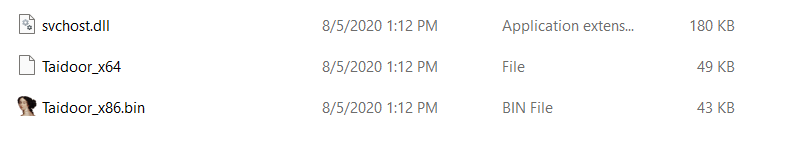 svchost.dll 8/5/2020 1:12 PM Application extens... 180 KB
Taidoor_x64 8/5/2020 1:12 PM File 49 KB
Taidoor_x86.bin 8/5/2020 1:12 PM BIN File 43 KB